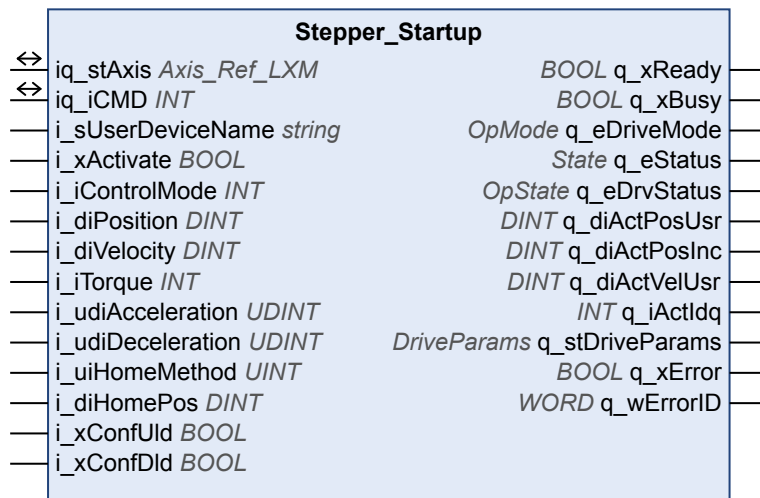 Stepper_Startup
iq_stAxis Axis_Ref_LXM BOOL q_xReady
iq_iCMD INT BOOL q_xBusy
i_sUserDeviceName string OpMode q_eDriveMode
i_xActivate BOOL State q_eStatus
i_iControlMode INT OpState q_eDrvStatus
i_diPosition DINT DINT q_diActPosUsr
i_diVelocity DINT DINT q_diActPosInc
i_iTorque INT DINT q_diActVelUsr
i_udiAcceleration UDINT INT q_iActIdq
i_udiDeceleration UDINT DriveParams q_stDriveParams
i_uiHomeMethod UINT BOOL q_xError
i_diHomePos DINT WORD q_wErrorID
i_xConfUld BOOL
i_xConfDld BOOL